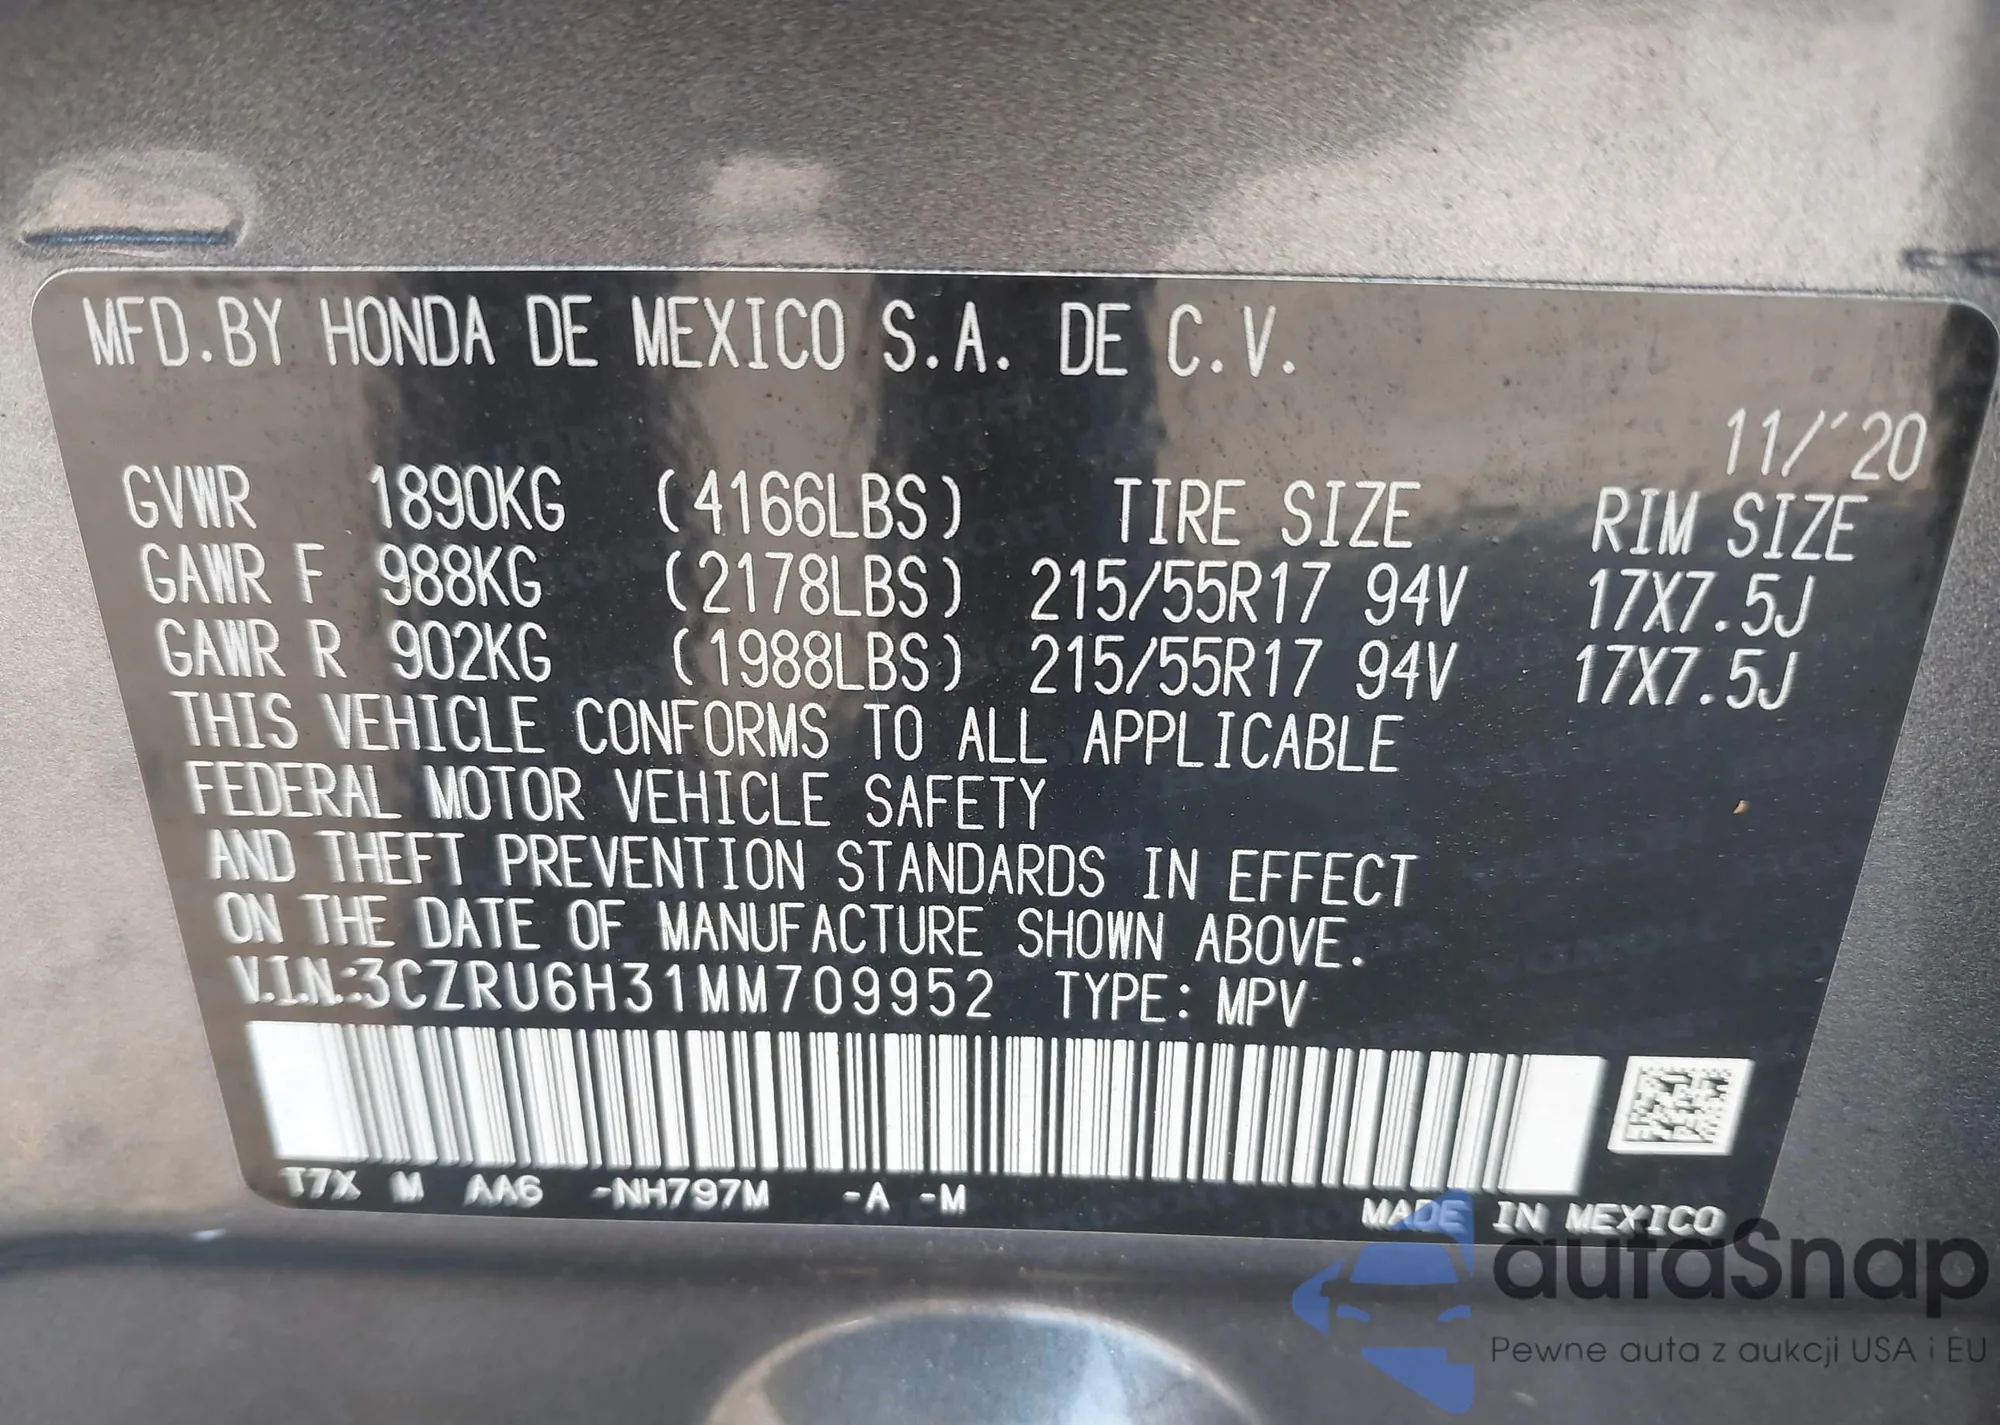 MFD.BY HONDA DE MEXICO S.A. DE C.V.
11/'20
GVWR 1890KG (4166LBS) TIRE SIZE RIM SIZE
GAWR F 988KG (2178LBS) 215/55R17 94V 17X7.5J
GAWR R 902KG (1988LBS) 215/55R17 94V 17X7.5J
THIS VEHICLE CONFORMS TO ALL APPLICABLE
FEDERAL MOTOR VEHICLE SAFETY
AND THEFT PREVENTION STANDARDS IN EFFECT
ON THE DATE OF MANUFACTURE SHOWN ABOVE.
V.I.N.:3CZRU6H31MM709952 TYPE: MPV
T7X M AA6 -NH797M -A -M
MADE IN MEXICO
autaSnap
Pewne auta z aukcji USA i EU